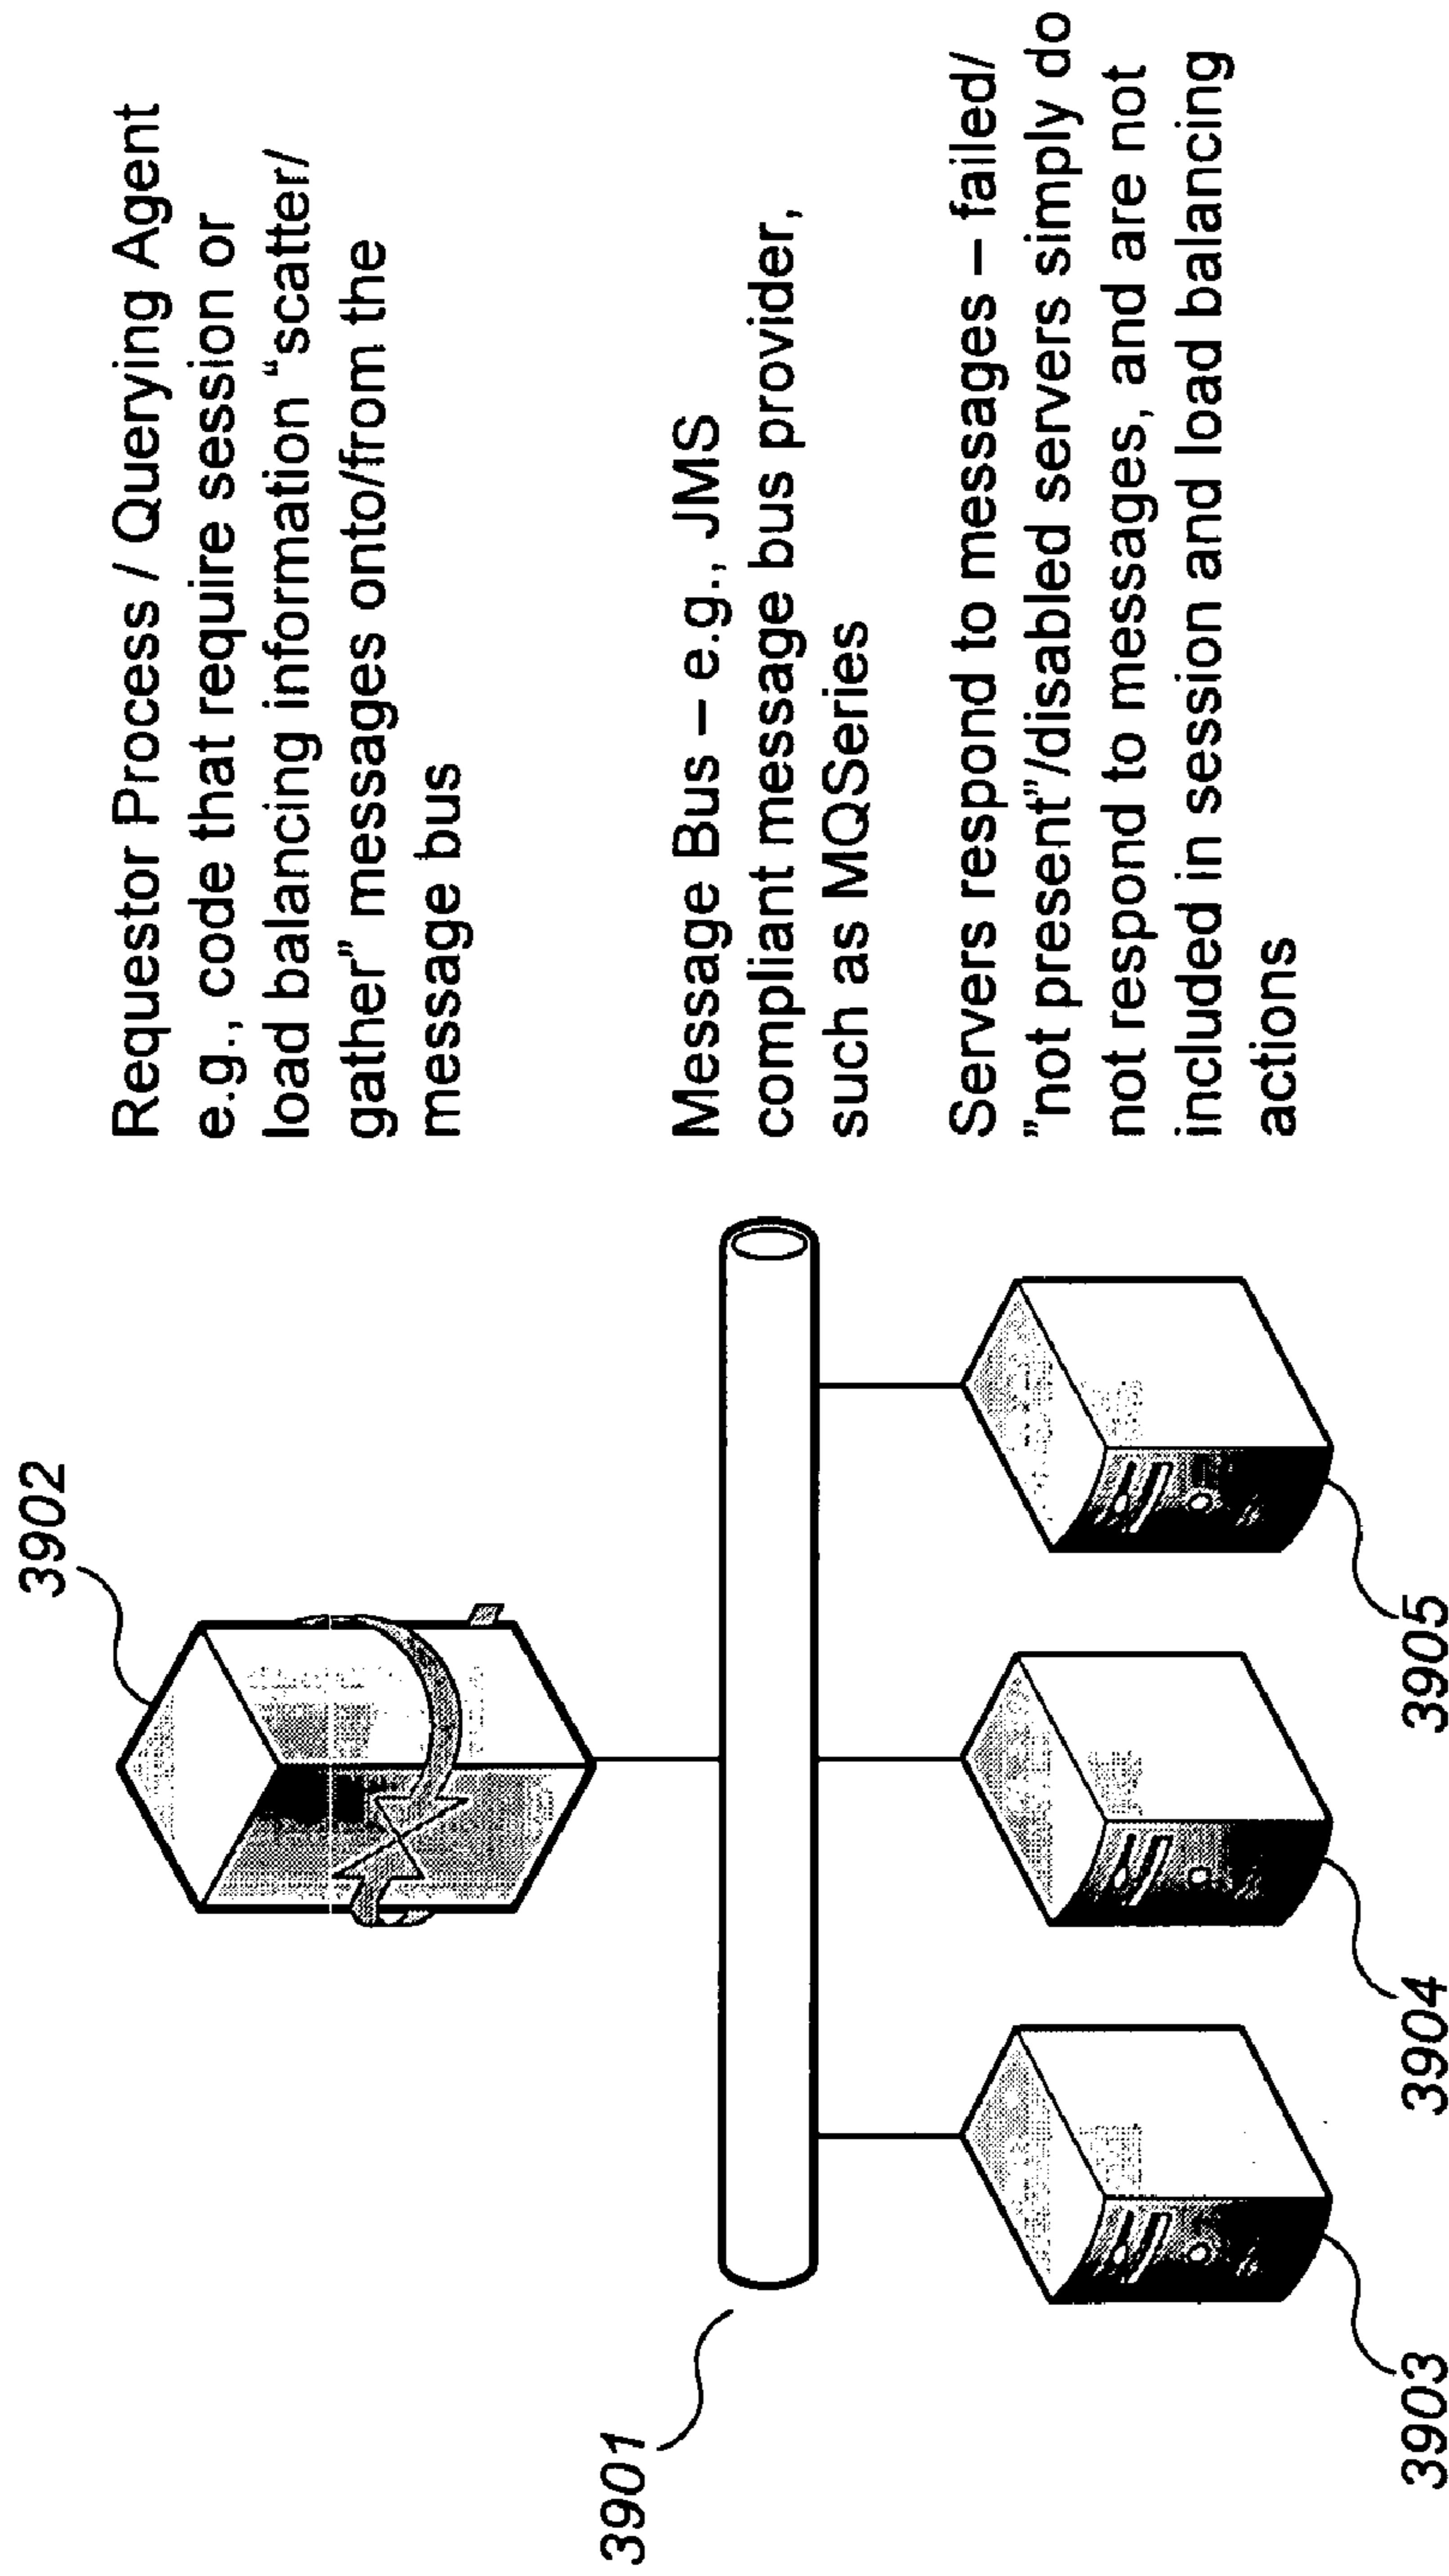 3902
Requestor Process / Querying Agent
e.g., code that require session or
load balancing information “scatter/
gather” messages onto/from the
message bus
3901
Message Bus – e.g., JMS
compliant message bus provider,
such as MQSeries
Servers respond to messages – failed/
”not present”/disabled servers simply do
not respond to messages, and are not
included in session and load balancing
actions
3903
3904
3905